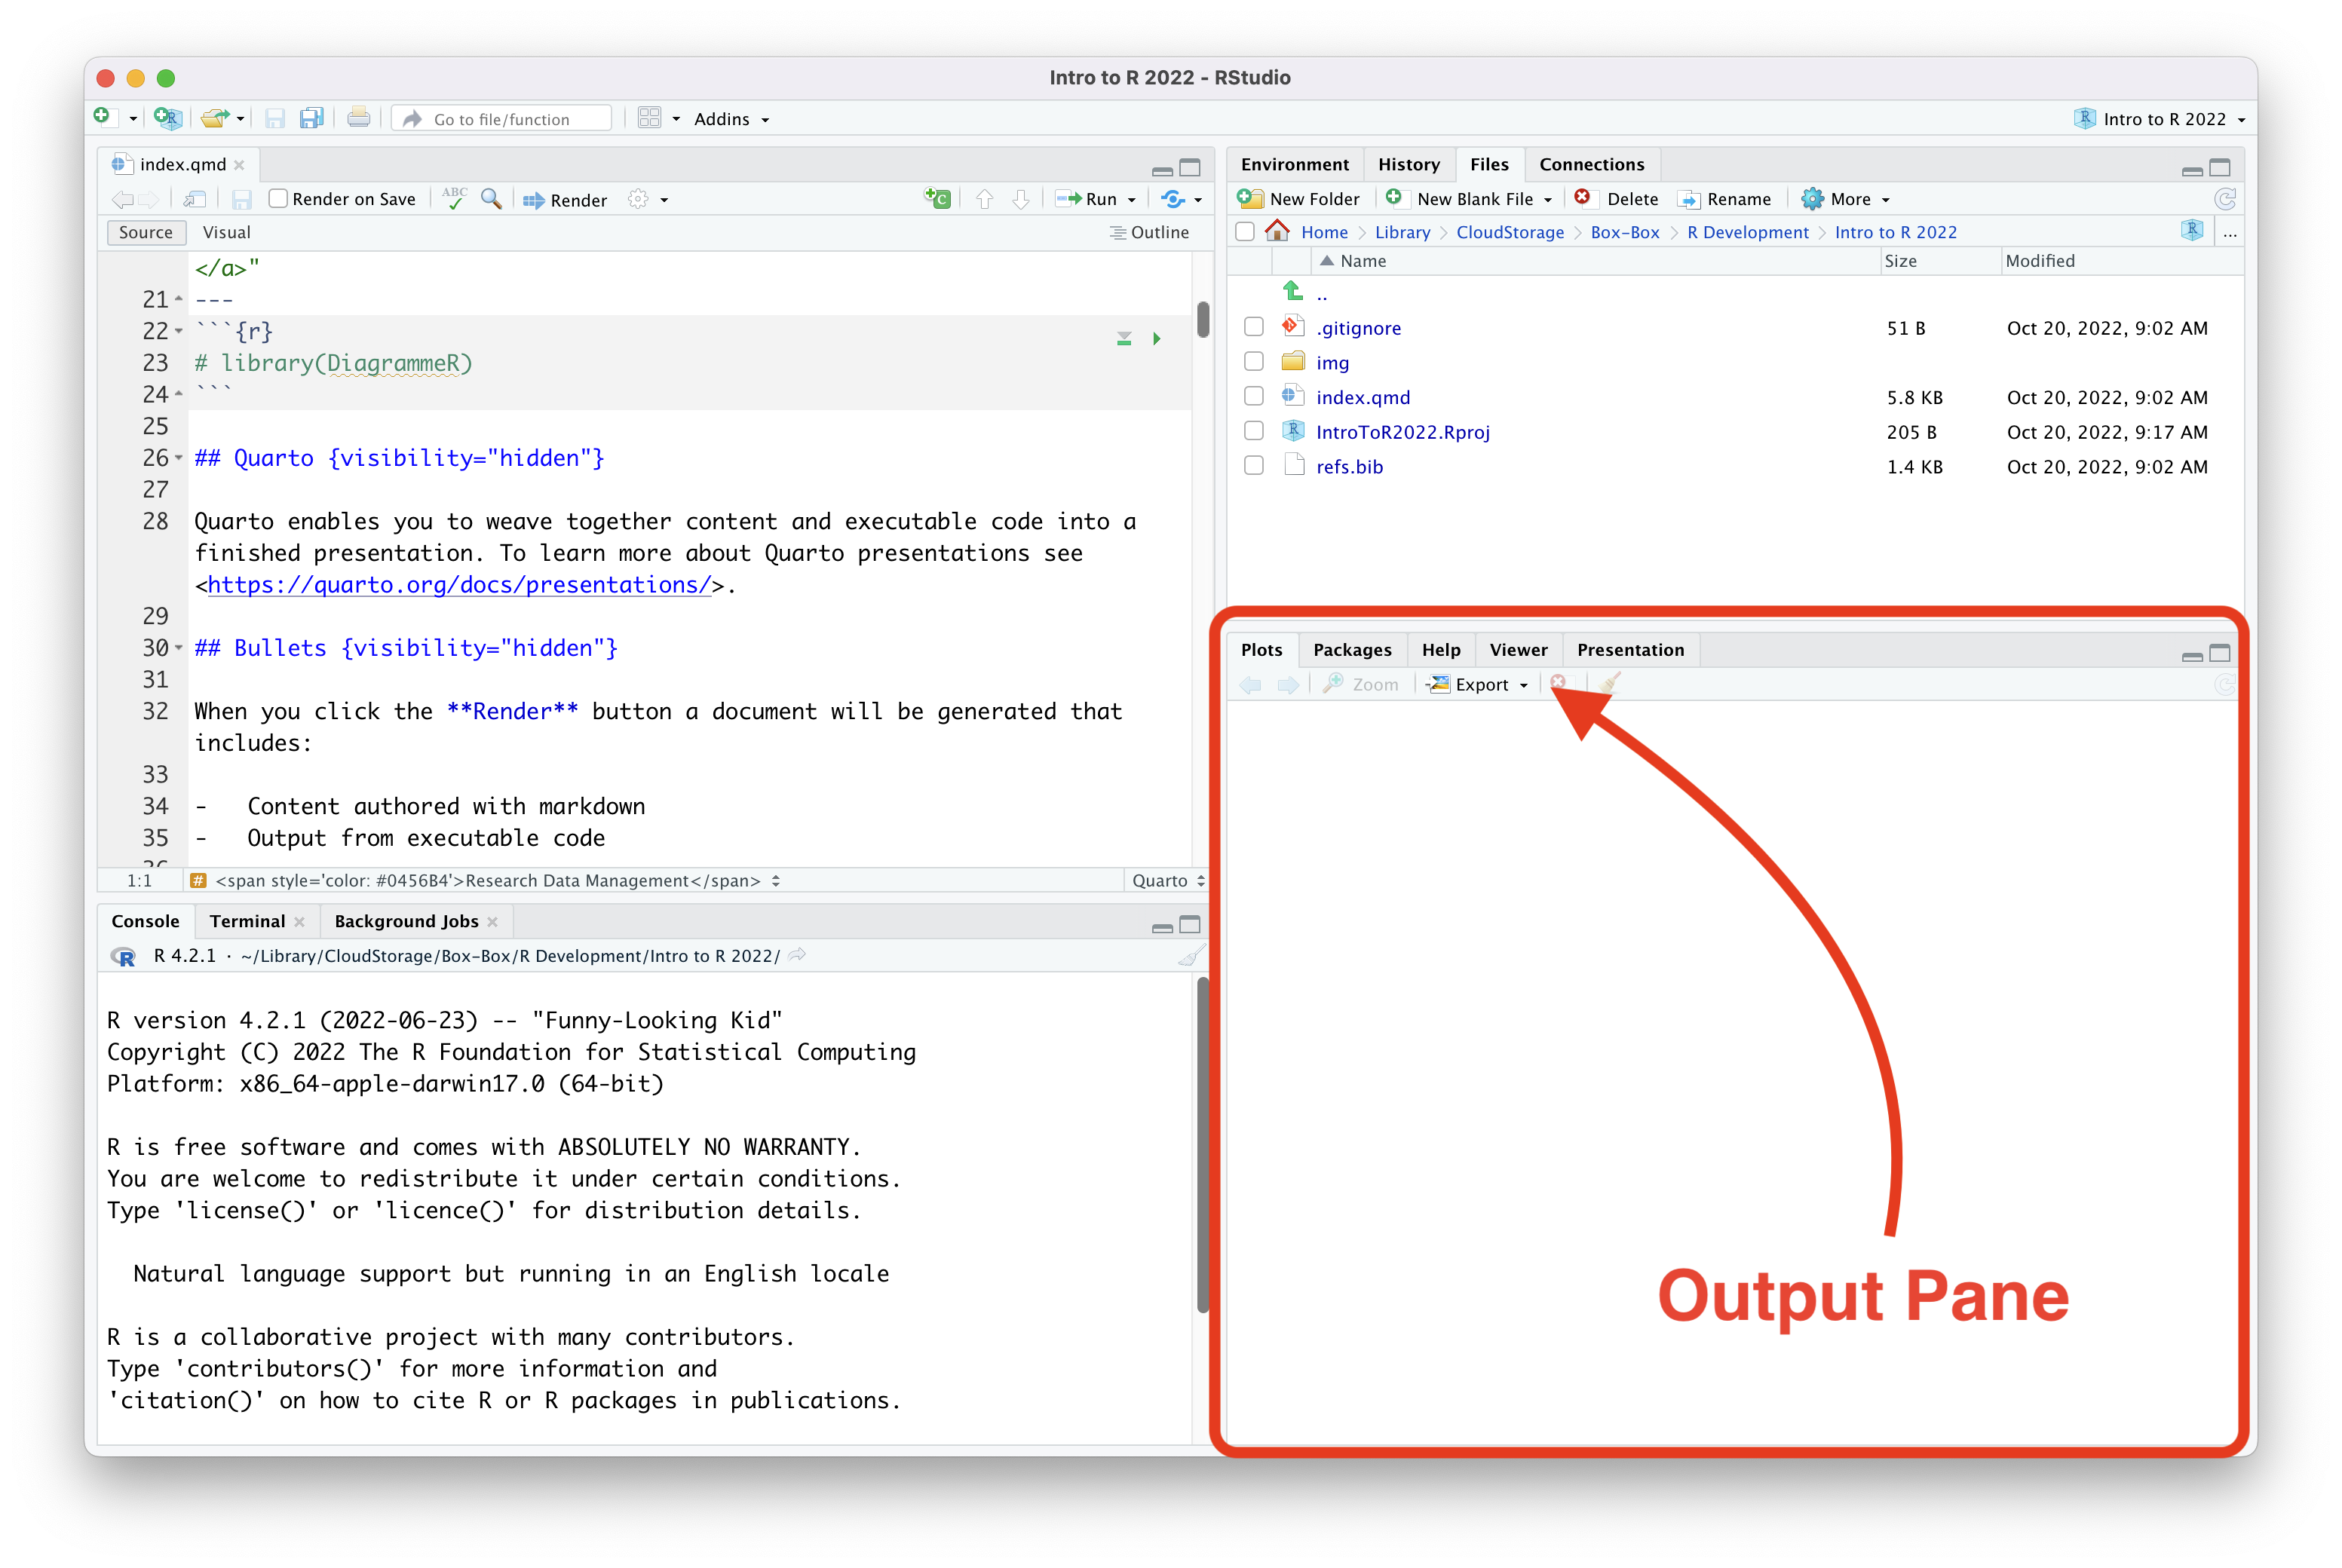 Intro to R 2022 - RStudio
Go to file/function
Addins
Intro to R 2022
index.qmd
Render on Save
ABC
Render
Run
Source
Visual
Outline
</a>"
21 ---
22 ```{r}
23 # library(DiagrammeR)
24 ```
25
26 ## Quarto {visibility="hidden"}
27
28 Quarto enables you to weave together content and executable code into a
finished presentation. To learn more about Quarto presentations see
<https://quarto.org/docs/presentations/>.
29
30 ## Bullets {visibility="hidden"}
31
32 When you click the **Render** button a document will be generated that
includes:
33
34 -   Content authored with markdown
35 -   Output from executable code
1:1
# <span style='color: #0456B4'>Research Data Management</span>
Quarto
Console Terminal Background Jobs
R R 4.2.1 · ~/Library/CloudStorage/Box-Box/R Development/Intro to R 2022/
R version 4.2.1 (2022-06-23) -- "Funny-Looking Kid"
Copyright (C) 2022 The R Foundation for Statistical Computing
Platform: x86_64-apple-darwin17.0 (64-bit)
R is free software and comes with ABSOLUTELY NO WARRANTY.
You are welcome to redistribute it under certain conditions.
Type 'license()' or 'licence()' for distribution details.
Natural language support but running in an English locale
R is a collaborative project with many contributors.
Type 'contributors()' for more information and
'citation()' on how to cite R or R packages in publications.
Environment History Files Connections
New Folder New Blank File Delete Rename More
Home Library CloudStorage Box-Box R Development Intro to R 2022 ...
Name Size Modified
..
.gitignore 51 B Oct 20, 2022, 9:02 AM
img
index.qmd 5.8 KB Oct 20, 2022, 9:02 AM
IntroToR2022.Rproj 205 B Oct 20, 2022, 9:17 AM
refs.bib 1.4 KB Oct 20, 2022, 9:02 AM
Plots Packages Help Viewer Presentation
Zoom Export
Output Pane